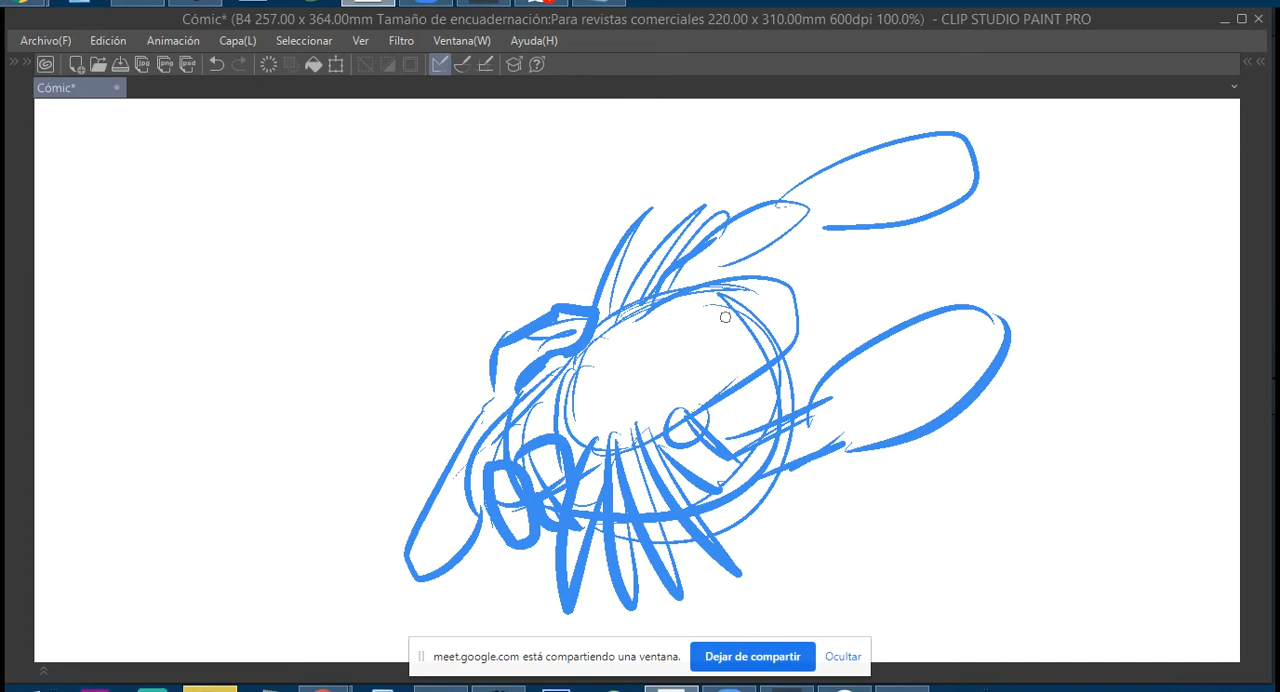 Cómic* (B4 257.00 x 364.00mm Tamaño de encuadernación:Para revistas comerciales 220.00 x 310.00mm 600dpi 100.0%) - CLIP STUDIO PAINT PRO
Archivo(F) Edición Animación Capa(L) Seleccionar Ver Filtro Ventana(W) Ayuda(H)
Cómic*
meet.google.com está compartiendo una ventana. Dejar de compartir Ocultar